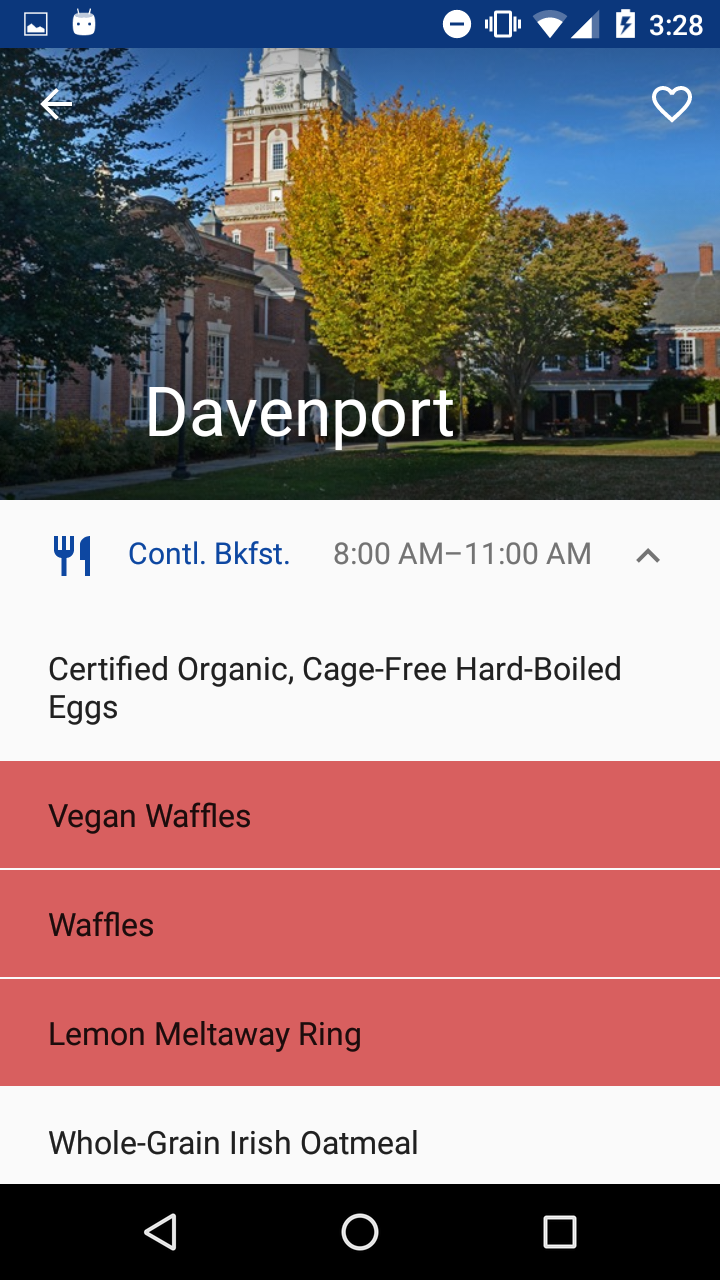 3:28
Davenport
Contl. Bkfst. 8:00 AM–11:00 AM
Certified Organic, Cage-Free Hard-Boiled
Eggs
Vegan Waffles
Waffles
Lemon Meltaway Ring
Whole-Grain Irish Oatmeal